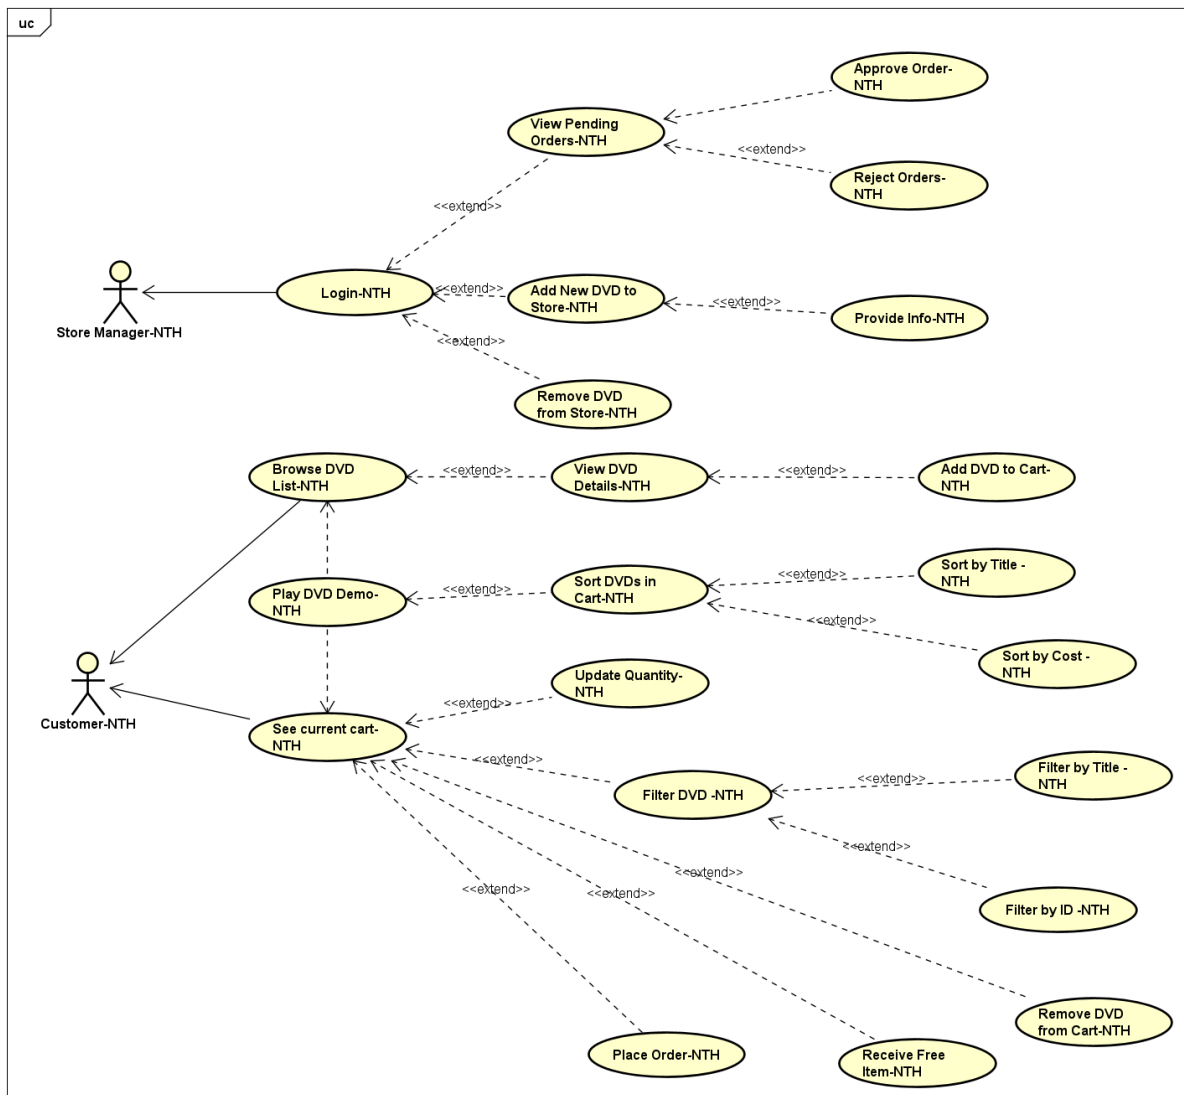 uc
Approve Order-
NTH
View Pending
Orders-NTH
<<extend>>
Reject Orders-
NTH
<<extend>>
Login-NTH
<<extend>>
Add New DVD to
Store-NTH
<<extend>>
Provide Info-NTH
Store Manager-NTH
<<extend>>
Remove DVD
from Store-NTH
Browse DVD
List-NTH
<<extend>>
View DVD
Details-NTH
<<extend>>
Add DVD to Cart-
NTH
Play DVD Demo-
NTH
<<extend>>
Sort DVDs in
Cart-NTH
<<extend>>
Sort by Title -
NTH
<<extend>>
Sort by Cost -
NTH
Customer-NTH
See current cart-
NTH
<<extend>>
Update Quantity-
NTH
<<extend>>
Filter DVD -NTH
<<extend>>
Filter by Title -
NTH
<<extend>>
Filter by ID -NTH
<<extend>>
<<extend>>
<<extend>>
Remove DVD
from Cart-NTH
Place Order-NTH
Receive Free
Item-NTH